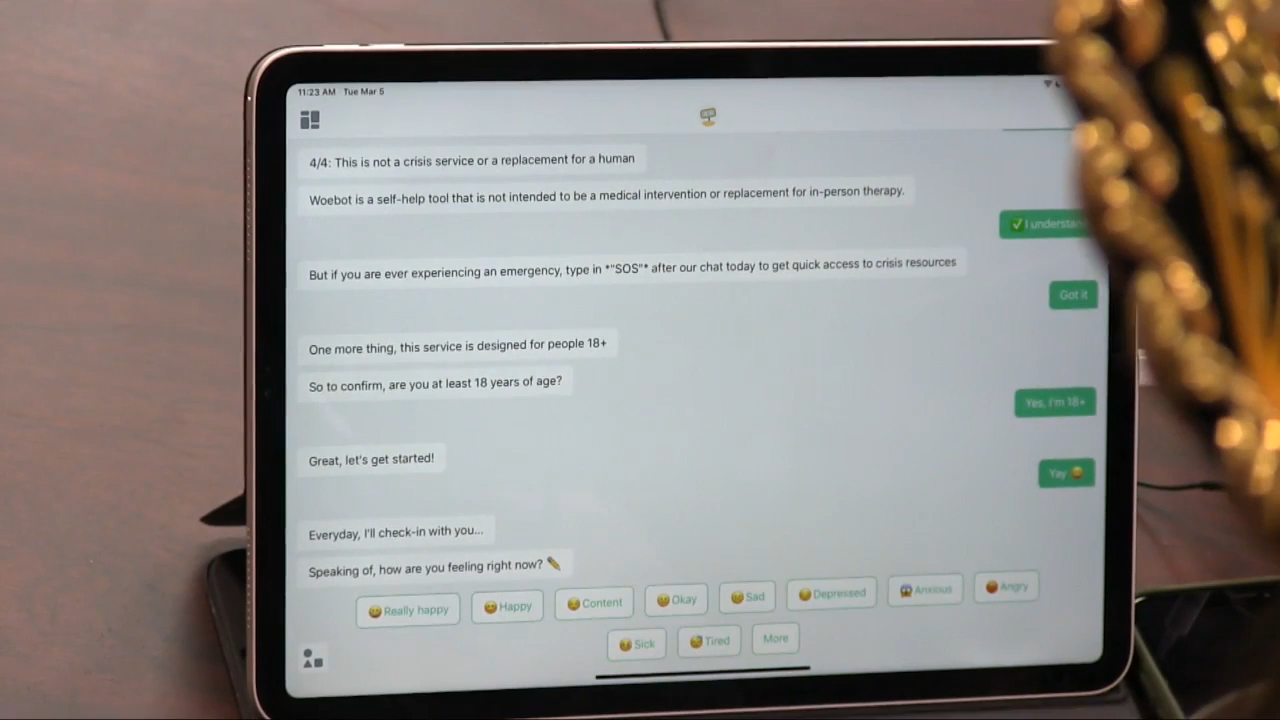 11:23 AM Tue Mar 5
4/4: This is not a crisis service or a replacement for a human
Woebot is a self-help tool that is not intended to be a medical intervention or replacement for in-person therapy.
✅ I understan
But if you are ever experiencing an emergency, type in *"SOS"* after our chat today to get quick access to crisis resources
Got it
One more thing, this service is designed for people 18+
So to confirm, are you at least 18 years of age?
Yes, I'm 18+
Great, let's get started!
Yay
Everyday, I'll check-in with you...
Speaking of, how are you feeling right now?
Really happy Happy Content Okay Sad Depressed Anxious Angry
Sick Tired More